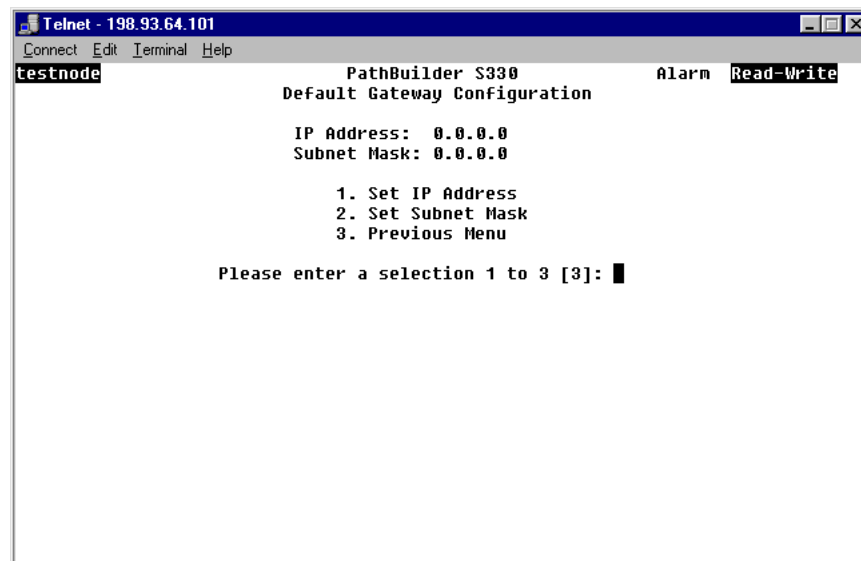 Telnet - 198.93.64.101
Connect Edit Terminal Help
testnode PathBuilder S330 Alarm Read-Write
Default Gateway Configuration
IP Address: 0.0.0.0
Subnet Mask: 0.0.0.0
1. Set IP Address
2. Set Subnet Mask
3. Previous Menu
Please enter a selection 1 to 3 [3]: